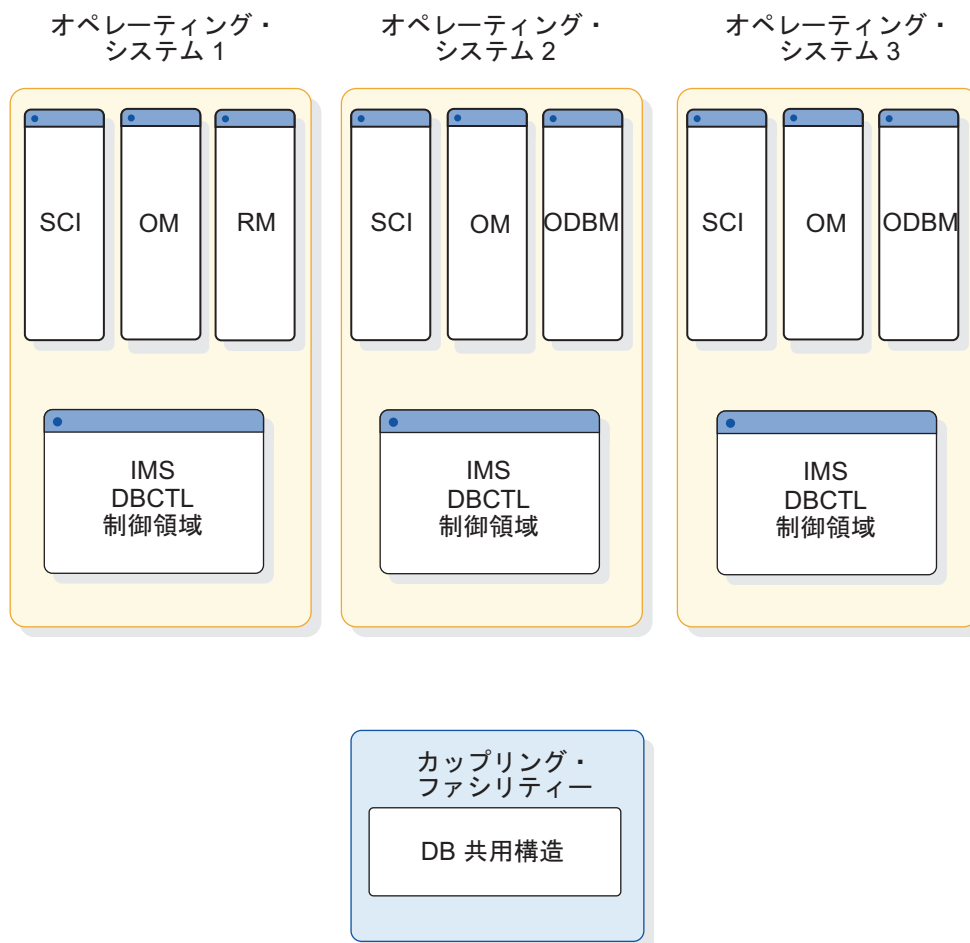 オペレーティング・
システム 1
オペレーティング・
システム 2
オペレーティング・
システム 3
SCI
OM
RM
SCI
OM
ODBM
SCI
OM
ODBM
IMS
DBCTL
制御領域
IMS
DBCTL
制御領域
IMS
DBCTL
制御領域
カップリング・
ファシリティー
DB 共用構造